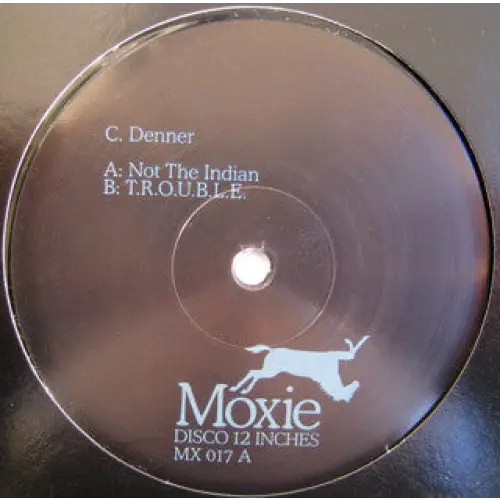 C. Denner
A: Not The Indian
B: T.R.O.U.B.L.E.
Moxie
DISCO 12 INCHES
MX 017 A